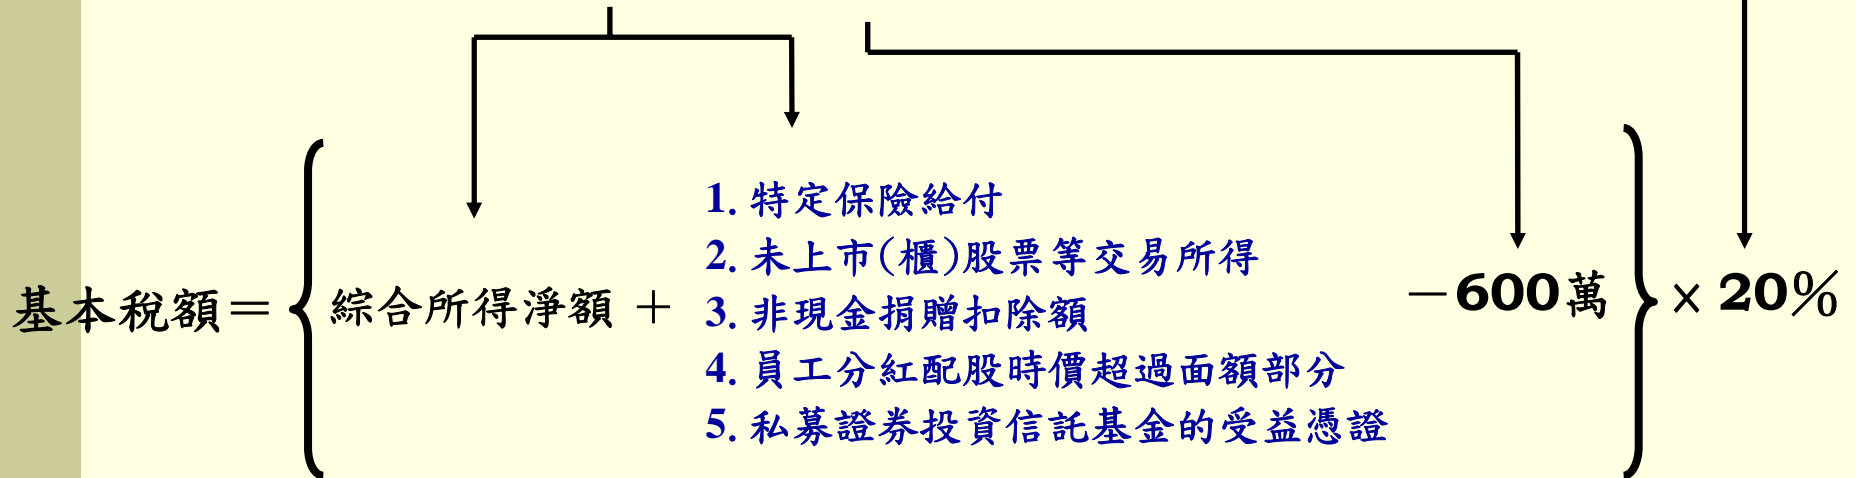 基本稅額＝{綜合所得淨額＋
1. 特定保險給付
2. 未上市(櫃)股票等交易所得
3. 非現金捐贈扣除額
4. 員工分紅配股時價超過面額部分
5. 私募證券投資信託基金的受益憑證
－600萬}×20％